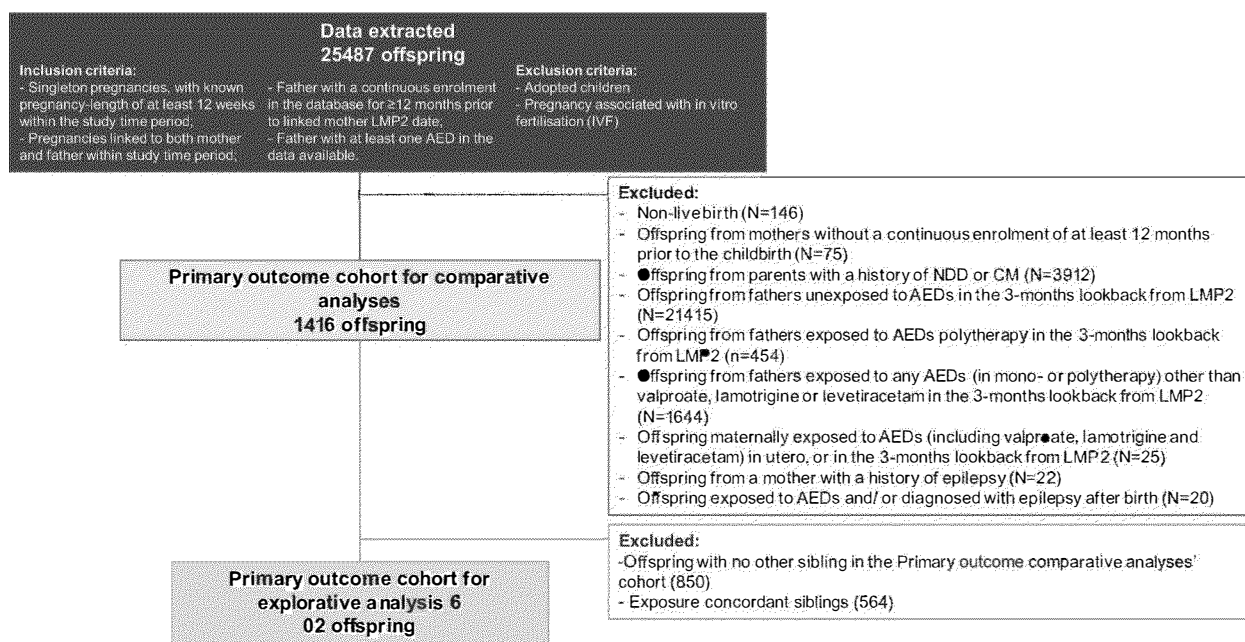 Data extracted
25487 offspring
Inclusion criteria:
- Singleton pregnancies, with known
pregnancy-length of at least 12 weeks
within the study time period;
- Pregnancies linked to both mother
and father within study time period;
- Father with a continuous enrolment
in the database for ≥12 months prior
to linked mother LMP2 date;
- Father with at least one AED in the
data available.
Exclusion criteria:
- Adopted children
- Pregnancy associated with in vitro
fertilisation (IVF)
Excluded:
- Non-live birth (N=146)
- Offspring from mothers without a continuous enrolment of at least 12 months
prior to the childbirth (N=75)
- Offspring from parents with a history of NDD or CM (N=3912)
- Offspring from fathers unexposed to AEDs in the 3-months lookback from LMP2
(N=21415)
- Offspring from fathers exposed to AEDs polytherapy in the 3-months lookback
from LMP2 (n=454)
- Offspring from fathers exposed to any AEDs (in mono- or polytherapy) other than
valproate, lamotrigine or levetiracetam in the 3-months lookback from LMP2
(N=1644)
- Offspring maternally exposed to AEDs (including valproate, lamotrigine and
levetiracetam) in utero, or in the 3-months lookback from LMP2 (N=25)
- Offspring from a mother with a history of epilepsy (N=22)
- Offspring exposed to AEDs and/ or diagnosed with epilepsy after birth (N=20)
Primary outcome cohort for comparative
analyses
1416 offspring
Excluded:
-Offspring with no other sibling in the Primary outcome comparative analyses'
cohort (850)
- Exposure concordant siblings (564)
Primary outcome cohort for
explorative analysis 6
02 offspring